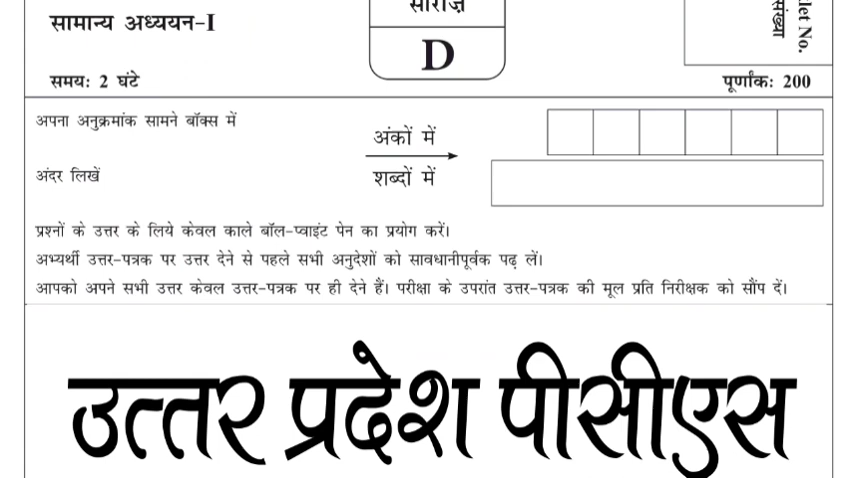 सामान्य अध्ययन-I
सीरीज़
D
let No.
संख्या
समय: 2 घंटे
पूर्णांक: 200
अपना अनुक्रमांक सामने बॉक्स में
अंकों में
अंदर लिखें
शब्दों में
प्रश्नों के उत्तर के लिये केवल काले बॉल-प्वाइंट पेन का प्रयोग करें।
अभ्यर्थी उत्तर-पत्रक पर उत्तर देने से पहले सभी अनुदेशों को सावधानीपूर्वक पढ़ लें।
आपको अपने सभी उत्तर केवल उत्तर-पत्रक पर ही देने हैं। परीक्षा के उपरांत उत्तर-पत्रक की मूल प्रति निरीक्षक को सौंप दें।
उत्तर प्रदेश पीसीएस